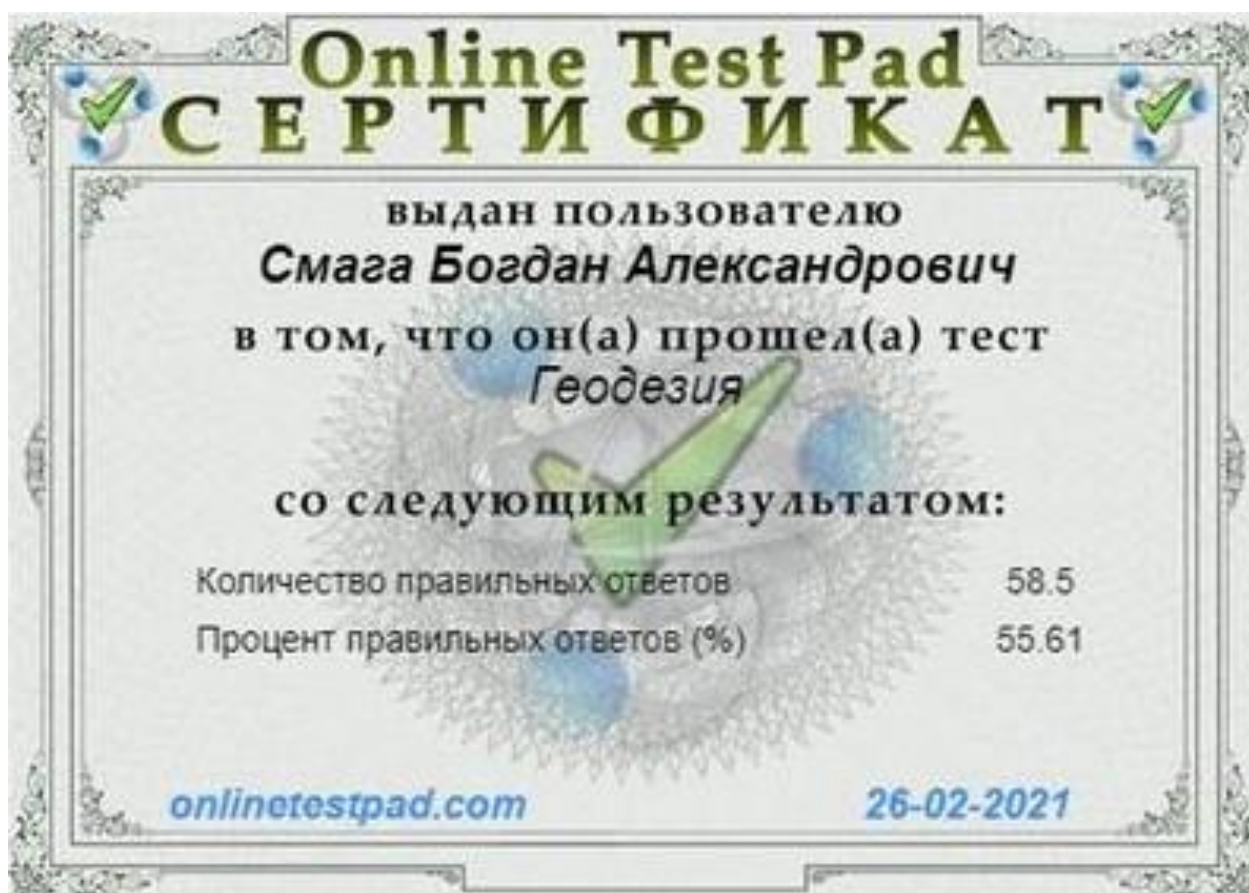 Online Test Pad
СЕРТИФИКАТ
выдан пользователю
Смага Богдан Александрович
в том, что он(а) прошел(а) тест
Геодезия
со следующим результатом:
Количество правильных ответов 58.5
Процент правильных ответов (%) 55.61
onlinetestpad.com 26-02-2021